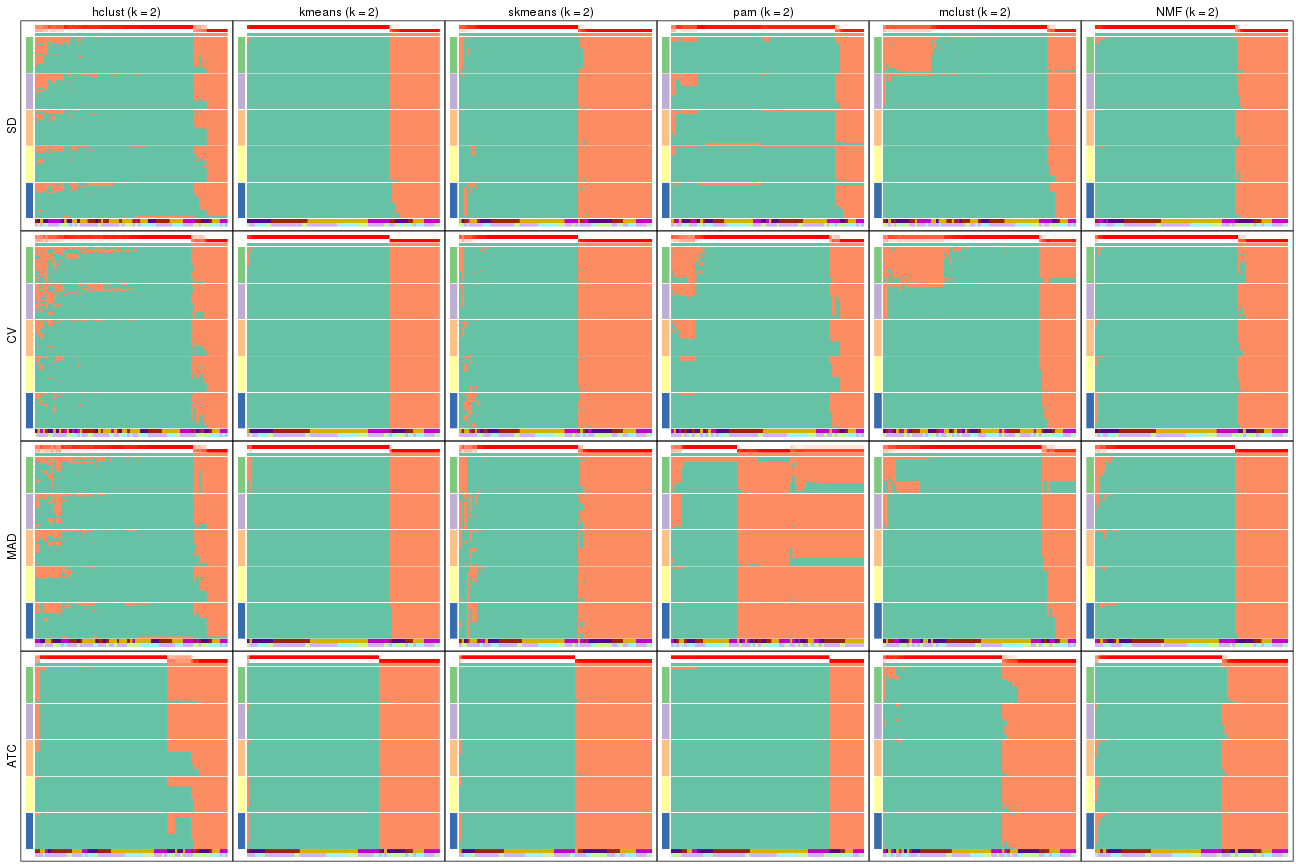 hclust (k = 2)
kmeans (k = 2)
skmeans (k = 2)
pam (k = 2)
mclust (k = 2)
NMF (k = 2)
SD
CV
MAD
ATC